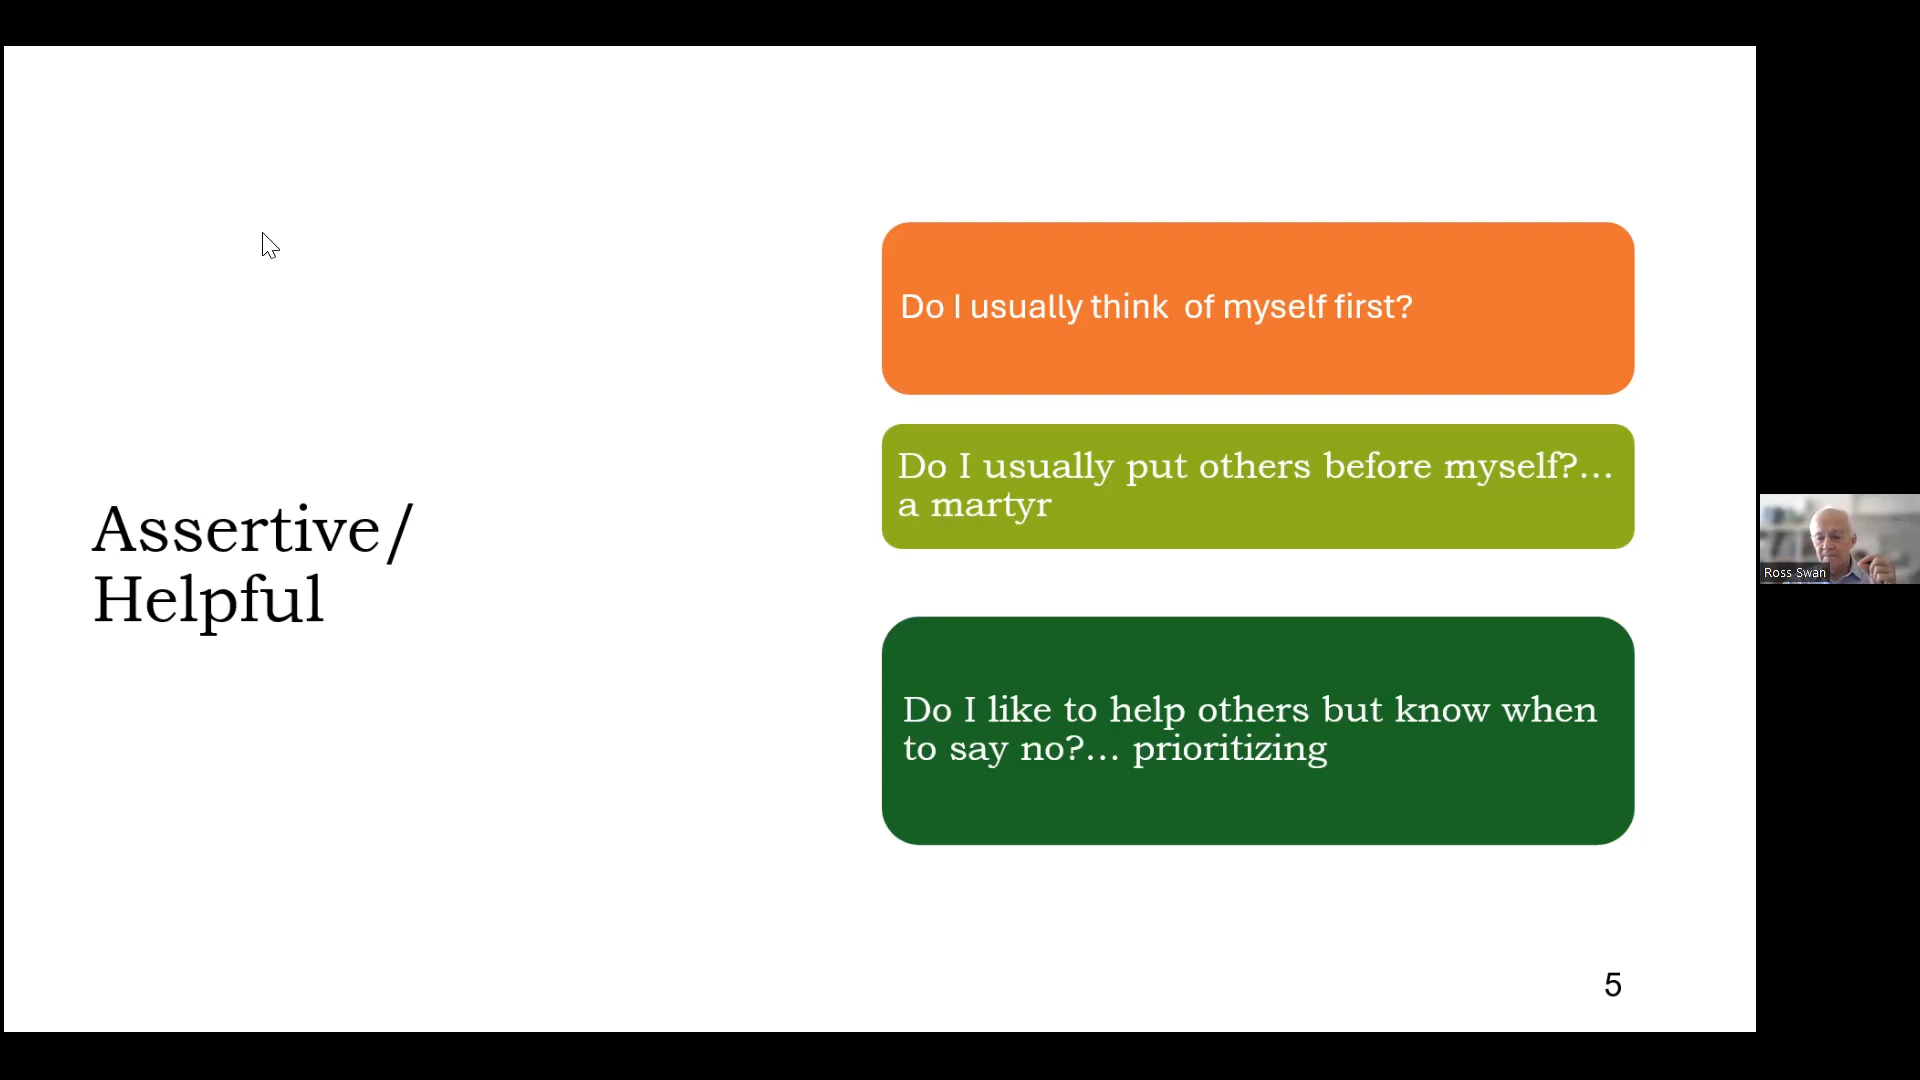 Assertive/
Helpful
Do I usually think  of myself first?
Do I usually put others before myself?...
a martyr
Do I like to help others but know when
to say no?... prioritizing
5
Ross Swan